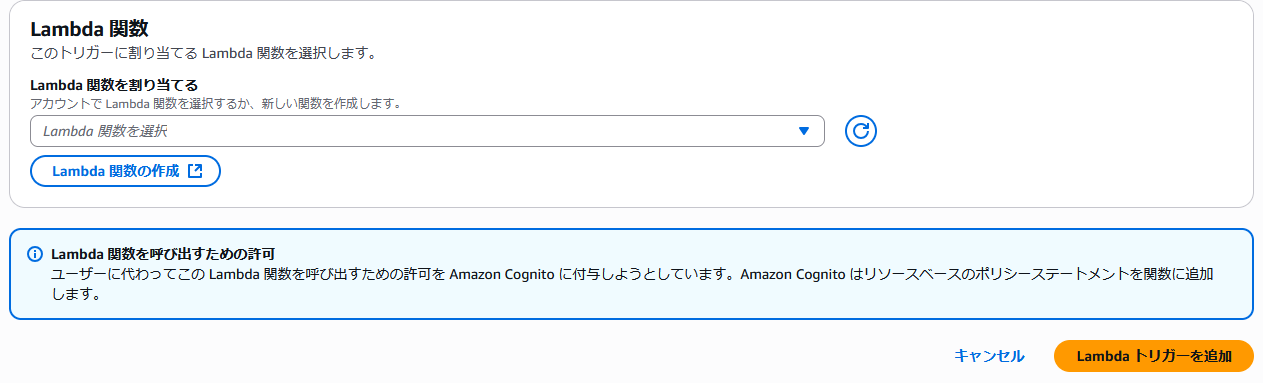 Lambda 関数
このトリガーに割り当てる Lambda 関数を選択します。
Lambda 関数を割り当てる
アカウントで Lambda 関数を選択するか、新しい関数を作成します。
Lambda 関数を選択
Lambda 関数の作成
Lambda 関数を呼び出すための許可
ユーザーに代わってこの Lambda 関数を呼び出すための許可を Amazon Cognito に付与しようとしています。Amazon Cognito はリソースベースのポリシーステートメントを関数に追加
します。
キャンセル
Lambda トリガーを追加